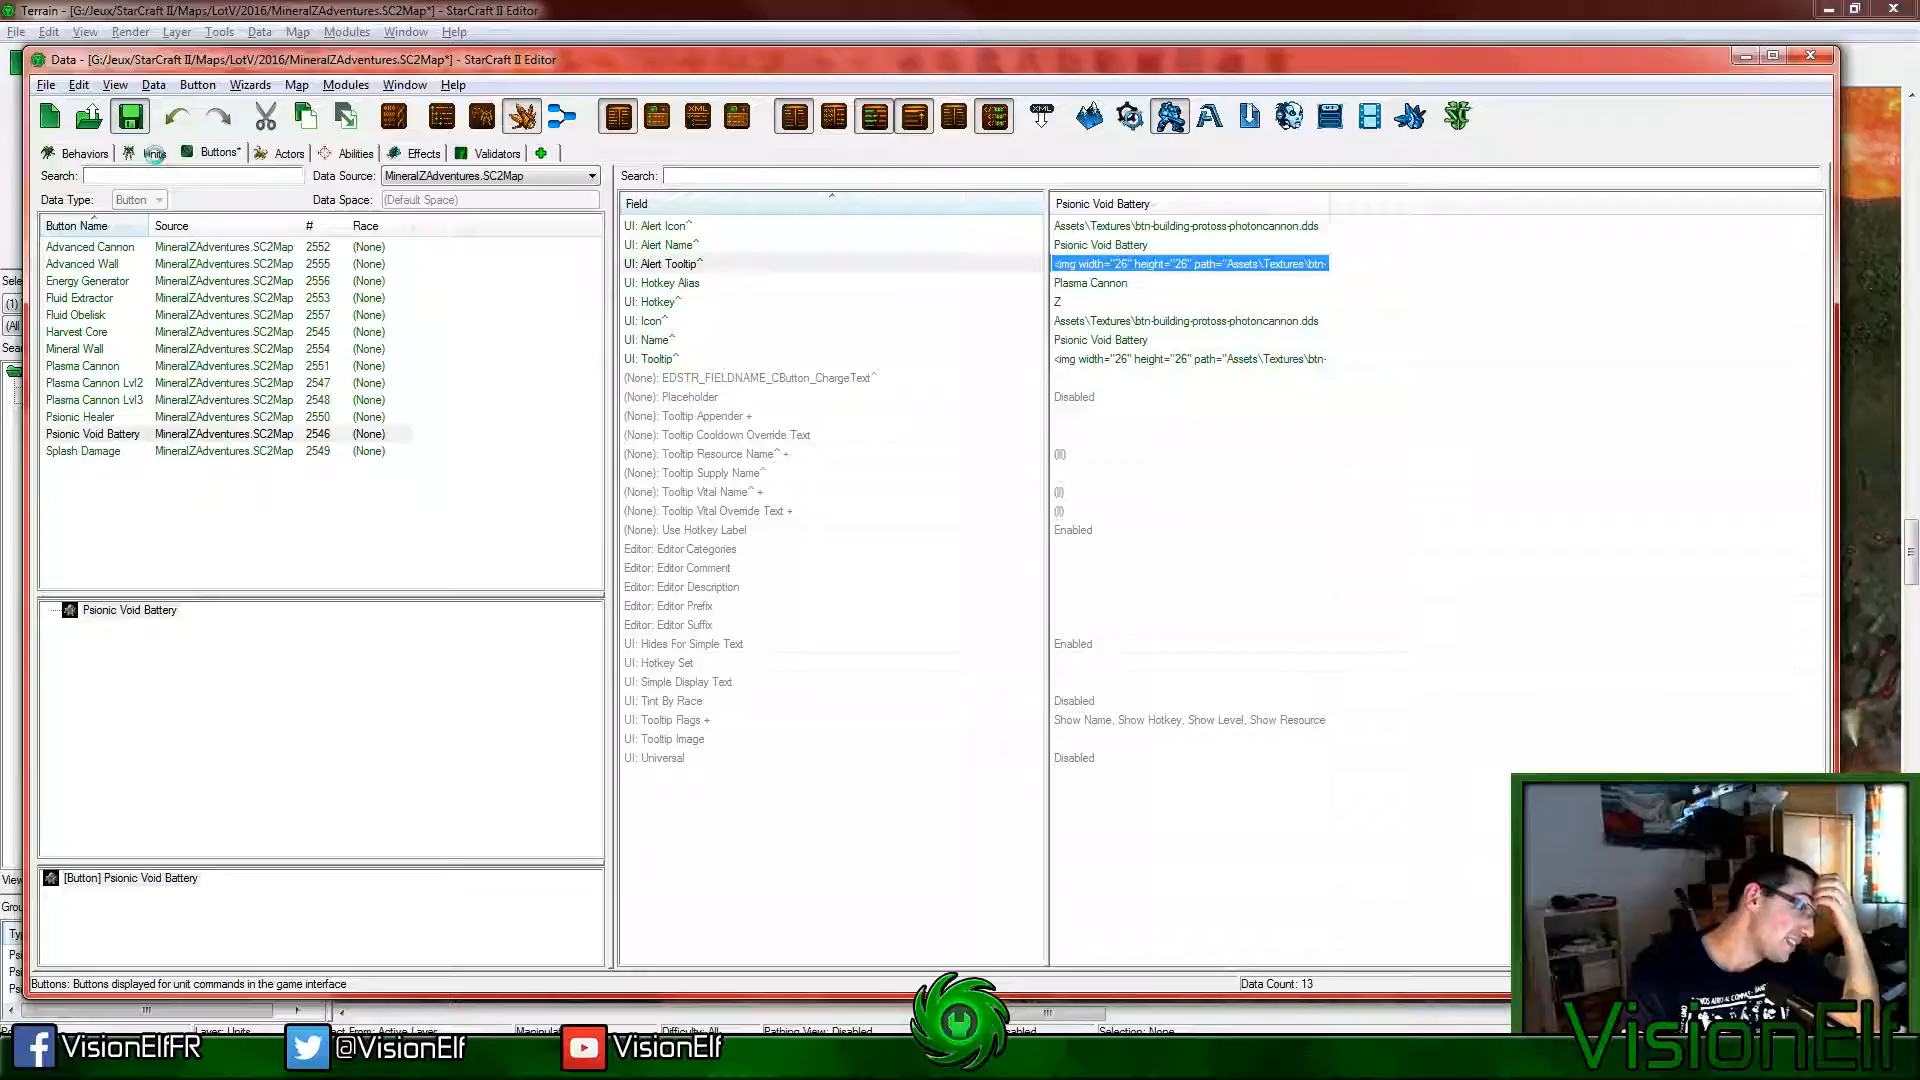 Terrain - [G:/Jeux/StarCraft II/Maps/LotV/2016/MineralZAdventures.SC2Map*] - StarCraft II Editor
File Edit View Render Layer Tools Data Map Modules Window Help
Data - [G:/Jeux/StarCraft II/Maps/LotV/2016/MineralZAdventures.SC2Map*] - StarCraft II Editor
File Edit View Data Button Wizards Map Modules Window Help
Behaviors Units Buttons* Actors Abilities Effects Validators
Search: Data Source: MineralZAdventures.SC2Map Search:
Data Type: Button Data Space: (Default Space)
Button Name Source # Race
Advanced Cannon MineralZAdventures.SC2Map 2552 (None)
Advanced Wall MineralZAdventures.SC2Map 2555 (None)
Energy Generator MineralZAdventures.SC2Map 2556 (None)
Fluid Extractor MineralZAdventures.SC2Map 2553 (None)
Fluid Obelisk MineralZAdventures.SC2Map 2557 (None)
Harvest Core MineralZAdventures.SC2Map 2545 (None)
Mineral Wall MineralZAdventures.SC2Map 2554 (None)
Plasma Cannon MineralZAdventures.SC2Map 2551 (None)
Plasma Cannon Lvl2 MineralZAdventures.SC2Map 2547 (None)
Plasma Cannon Lvl3 MineralZAdventures.SC2Map 2548 (None)
Psionic Healer MineralZAdventures.SC2Map 2550 (None)
Psionic Void Battery MineralZAdventures.SC2Map 2546 (None)
Splash Damage MineralZAdventures.SC2Map 2549 (None)
Psionic Void Battery
[Button] Psionic Void Battery
Field Psionic Void Battery
UI: Alert Icon^ Assets\Textures\btn-building-protoss-photoncannon.dds
UI: Alert Name^ Psionic Void Battery
UI: Alert Tooltip^ <img width="26" height="26" path="Assets\Textures\btn-
UI: Hotkey Alias Plasma Cannon
UI: Hotkey^ Z
UI: Icon^ Assets\Textures\btn-building-protoss-photoncannon.dds
UI: Name^ Psionic Void Battery
UI: Tooltip^ <img width="26" height="26" path="Assets\Textures\btn-
(None): EDSTR_FIELDNAME_CButton_ChargeText^
(None): Placeholder Disabled
(None): Tooltip Appender +
(None): Tooltip Cooldown Override Text
(None): Tooltip Resource Name^ + (|||)
(None): Tooltip Supply Name^
(None): Tooltip Vital Name^ + (||)
(None): Tooltip Vital Override Text + (||)
(None): Use Hotkey Label Enabled
Editor: Editor Categories
Editor: Editor Comment
Editor: Editor Description
Editor: Editor Prefix
Editor: Editor Suffix
UI: Hides For Simple Text Enabled
UI: Hotkey Set
UI: Simple Display Text
UI: Tint By Race Disabled
UI: Tooltip Flags + Show Name, Show Hotkey, Show Level, Show Resource
UI: Tooltip Image
UI: Universal Disabled
Buttons: Buttons displayed for unit commands in the game interface Data Count: 13
VisionElfFR @VisionElf VisionElf
VisionElf